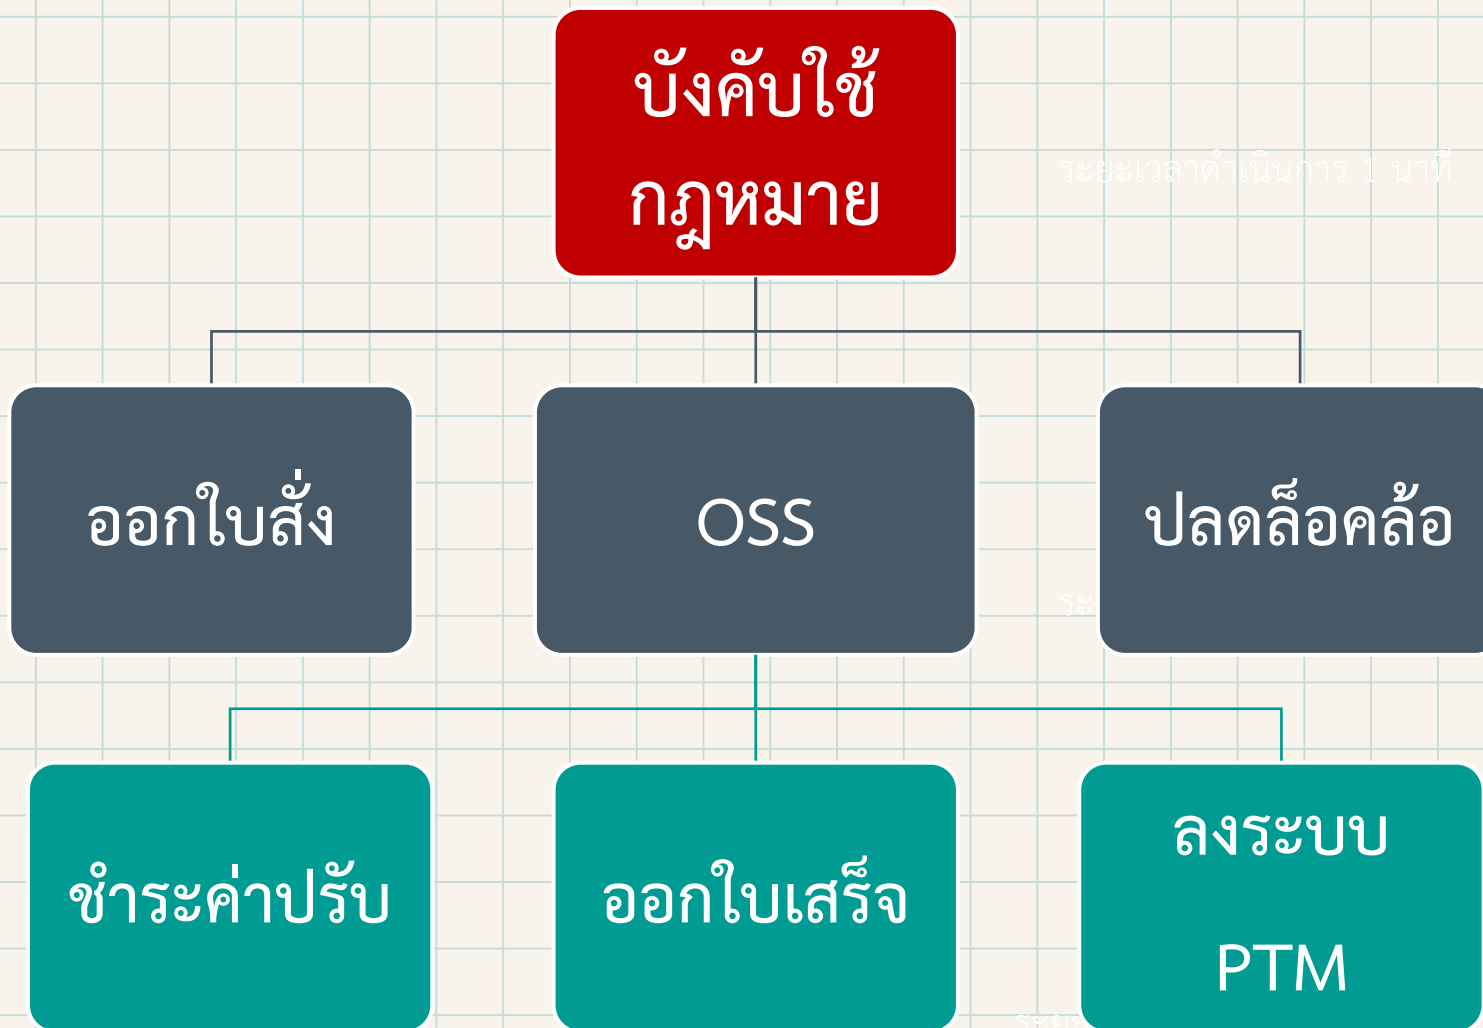 บังคับใช้
กฎหมาย
ระยะเวลาดำเนินการ 1 นาที
ออกใบสั่ง
OSS
ปลดล็อคล้อ
ชำระค่าปรับ
ออกใบเสร็จ
ลงระบบ
PTM